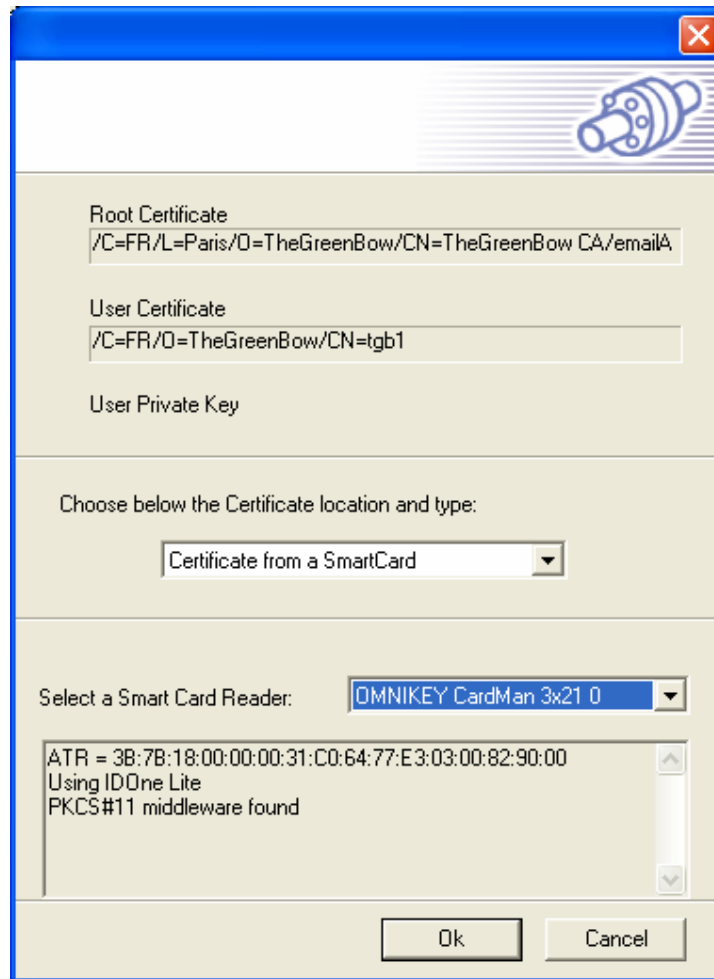 Root Certificate
/C=FR/L=Paris/O=TheGreenBow/CN=TheGreenBow CA/emailA
User Certificate
/C=FR/O=TheGreenBow/CN=tgb1
User Private Key
Choose below the Certificate location and type:
Certificate from a SmartCard
Select a Smart Card Reader: OMNIKEY CardMan 3x21 0
ATR = 3B:7B:18:00:00:00:31:C0:64:77:E3:03:00:82:90:00
Using IDOne Lite
PKCS#11 middleware found
Ok Cancel